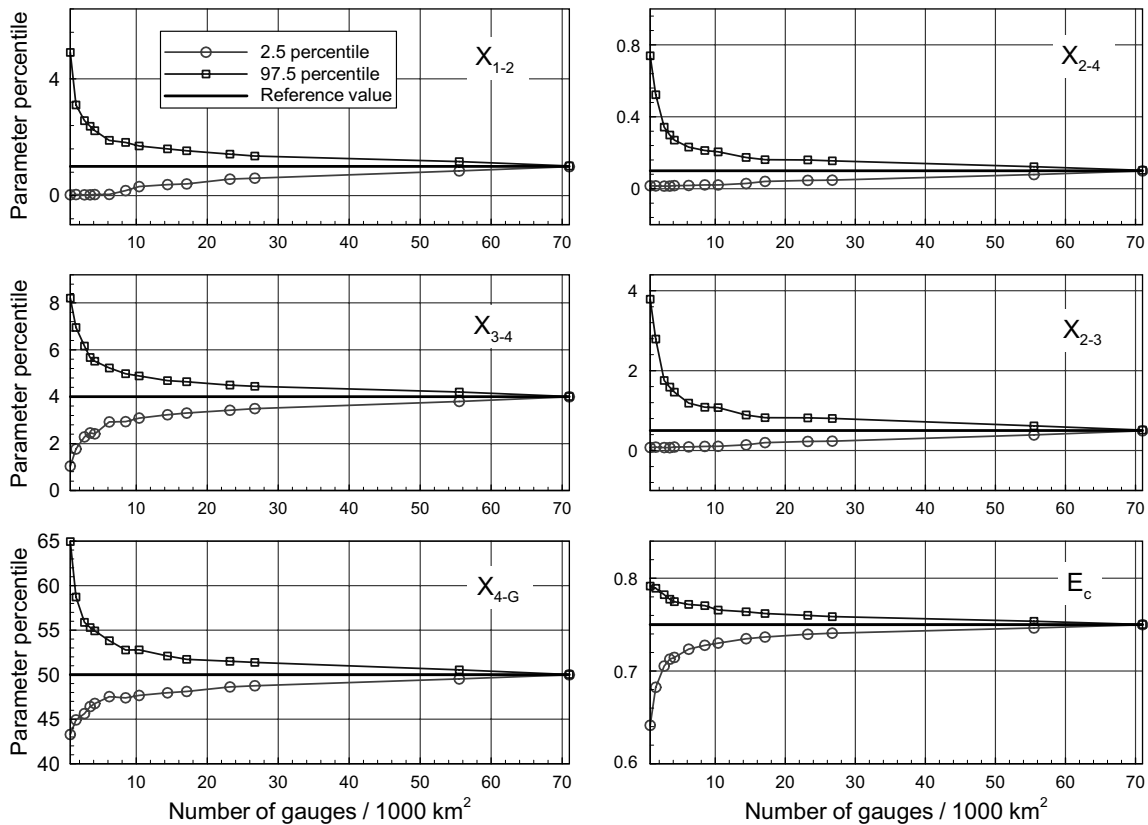 Parameter percentile
4
0
10 20 30 40 50 60 70
2.5 percentile
97.5 percentile
Reference value
X1-2
0.8
0.4
0
10 20 30 40 50 60 70
X2-4
Parameter percentile
8
6
4
2
0
0 10 20 30 40 50 60 70
X3-4
4
2
0
10 20 30 40 50 60 70
X2-3
Parameter percentile
65
60
55
50
45
40
10 20 30 40 50 60 70
X4-G
Number of gauges / 1000 km2
0.8
0.7
0.6
10 20 30 40 50 60 70
Ec
Number of gauges / 1000 km2